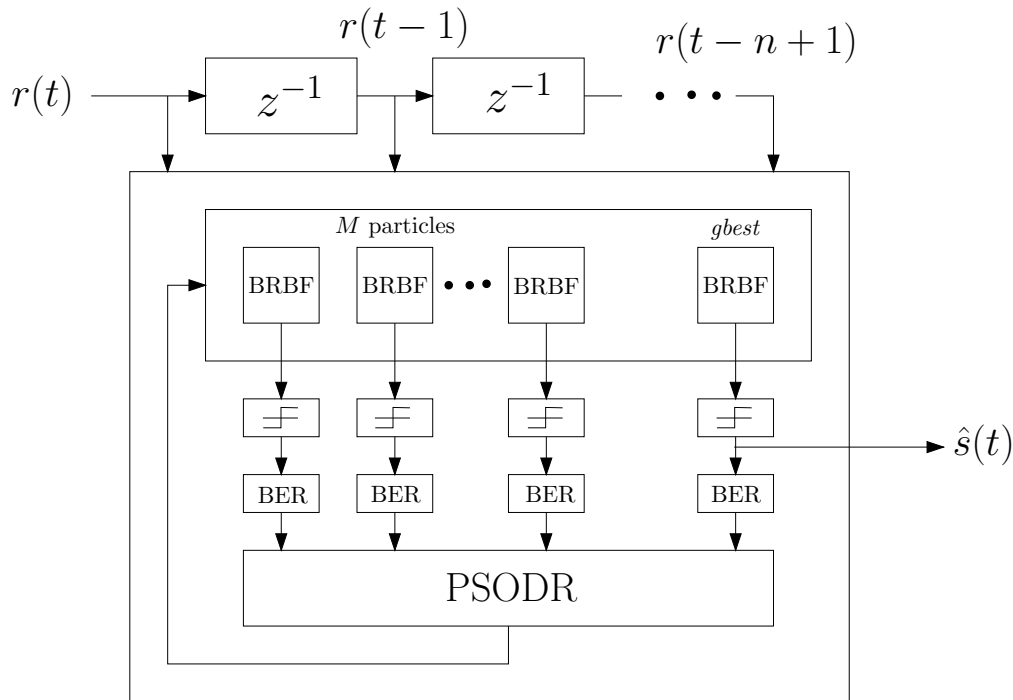 r(t − 1)
r(t − n + 1)
r(t) z⁻¹ z⁻¹
M particles gbest
BRBF BRBF BRBF BRBF
ŝ(t)
BER BER BER BER
PSODR